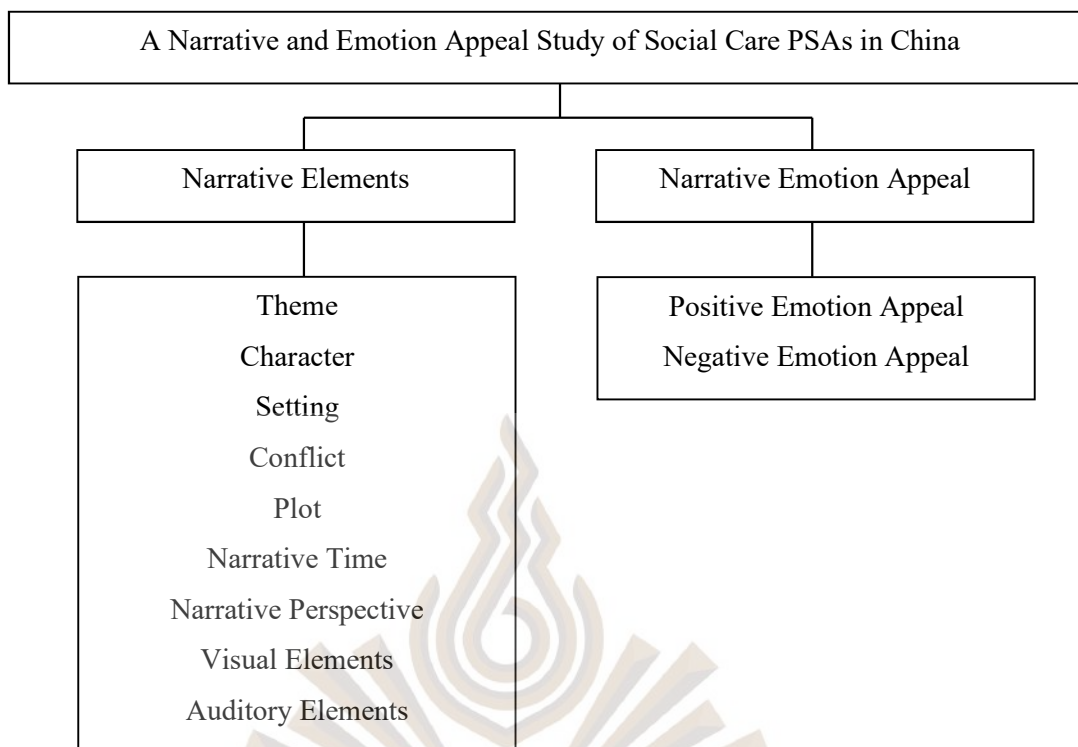 A Narrative and Emotion Appeal Study of Social Care PSAs in China
Narrative Elements
Narrative Emotion Appeal
Theme
Character
Setting
Conflict
Plot
Narrative Time
Narrative Perspective
Visual Elements
Auditory Elements
Positive Emotion Appeal
Negative Emotion Appeal